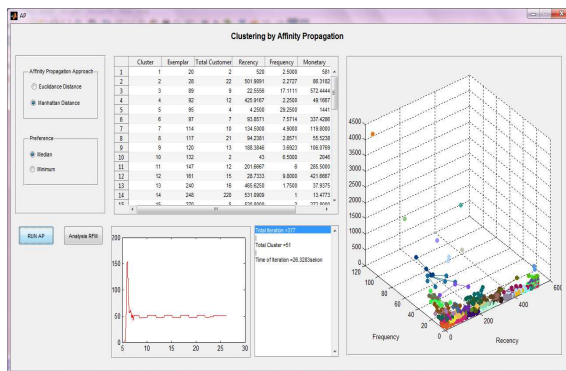 AP
Clustering by Affinity Propagation
Affinity Propagation Approach
Euclidance Distance
Manhattan Distance
Preference
Median
Minimum
RUN AP
Analysis RFM
Cluster Exemplar Total Customer Recency Frequency Monetary
1 1 20 2 520 2.5000 581
2 2 28 22 501.9091 2.2727 86.3182
3 3 89 9 22.5556 17.1111 572.4444
4 4 92 12 425.9167 2.2500 49.1667
5 5 95 4 4.2500 29.2500 1441
6 6 97 7 93.8571 7.5714 337.4286
7 7 114 10 134.5000 4.9000 119.8000
8 8 117 21 94.2381 2.8571 55.5238
9 9 120 13 188.3846 3.6923 106.0769
10 10 132 2 43 6.5000 2046
11 11 147 12 201.6667 6 285.5000
12 12 161 15 28.7333 9.8000 421.8667
13 13 240 16 465.6250 1.7500 37.9375
14 14 248 220 531.0909 1 13.4773
200
150
100
50
0
5 10 15 20 25 30
Total Iteration =377
Total Cluster =51
Time of Iteration =26.3283sekon
4500
4000
3500
3000
2500
2000
1500
1000
500
0
120
100
80
60
40
20
0
0
200
400
600
Frequency
Recency